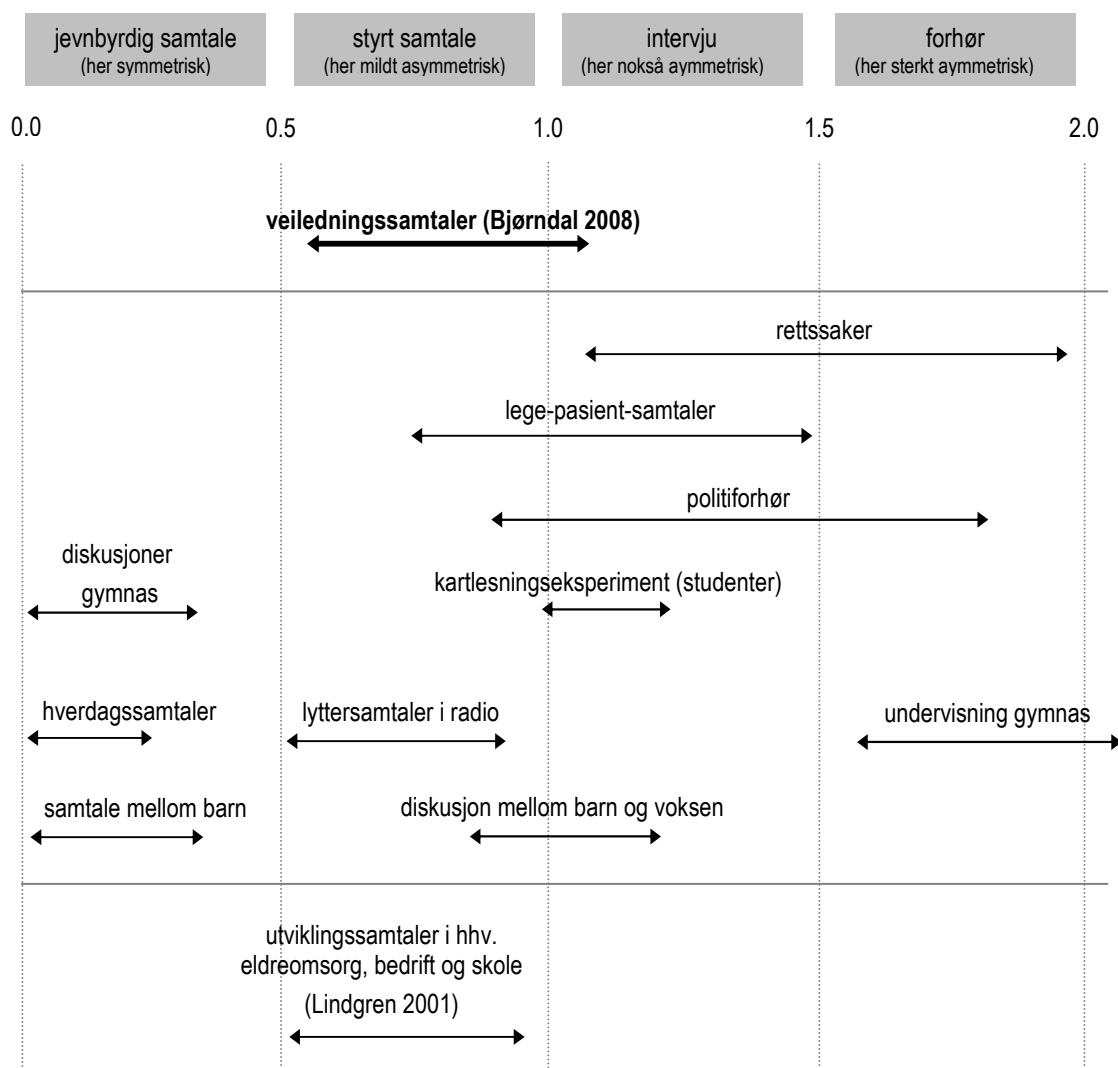 jevnbyrdig samtale
(her symmetrisk)
styrt samtale
(her mildt asymmetrisk)
intervju
(her nokså aymmetrisk)
forhør
(her sterkt aymmetrisk)
0.0 0.5 1.0 1.5 2.0
veiledningssamtaler (Bjørndal 2008)
rettssaker
lege-pasient-samtaler
politiforhør
diskusjoner
gymnas
kartlesningseksperiment (studenter)
hverdagssamtaler
lyttersamtaler i radio
undervisning gymnas
samtale mellom barn
diskusjon mellom barn og voksen
utviklingssamtaler i hhv.
eldreomsorg, bedrift og skole
(Lindgren 2001)